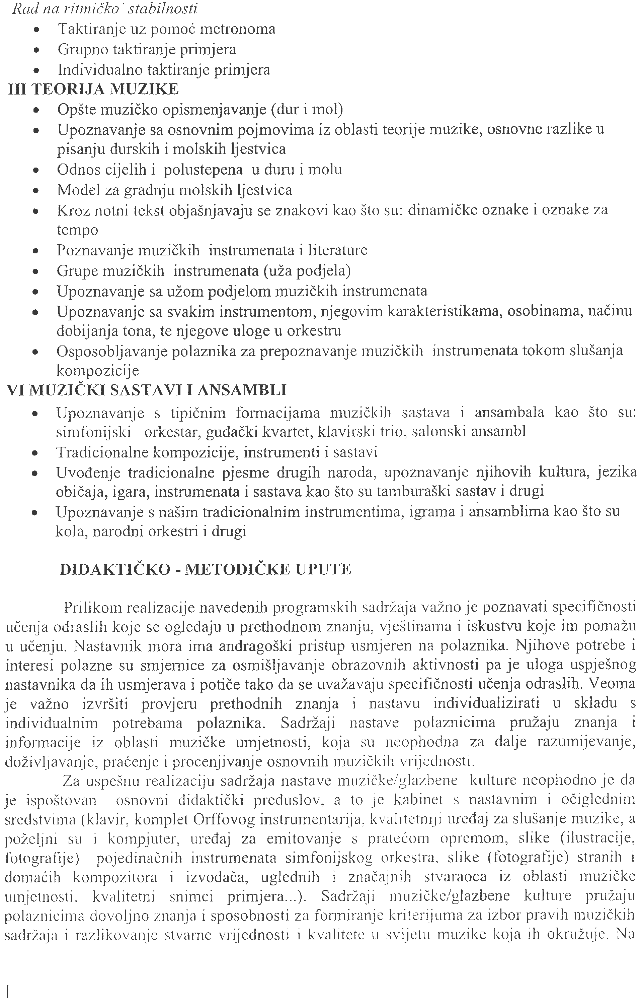 Rad na ritmičko stabilnosti
• Taktiranje uz pomoć metronoma
• Grupno taktiranje primjera
• Individualno taktiranje primjera
III TEORIJA MUZIKE
• Opšte muzičko opismenjavanje (dur i mol)
• Upoznavanje sa osnovnim pojmovima iz oblasti teorije muzike, osnovne razlike u
pisanju durskih i molskih ljestvica
• Odnos cijelih i polustepena u duru i molu
• Model za gradnju molskih ljestvica
• Kroz notni tekst objašnjavaju se znakovi kao što su: dinamičke oznake i oznake za
tempo
• Poznavanje muzičkih instrumenata i literature
• Grupe muzičkih instrumenata (uža podjela)
• Upoznavanje sa užom podjelom muzičkih instrumenata
• Upoznavanje sa svakim instrumentom, njegovim karakteristikama, osobinama, načinu
dobijanja tona, te njegove uloge u orkestru
• Osposobljavanje polaznika za prepoznavanje muzičkih instrumenata tokom slušanja
kompozicije
VI MUZIČKI SASTAVI I ANSAMBLI
• Upoznavanje s tipičnim formacijama muzičkih sastava i ansambala kao što su:
simfonijski orkestar, gudački kvartet, klavirski trio, salonski ansambl
• Tradicionalne kompozicije, instrumenti i sastavi
• Uvođenje tradicionalne pjesme drugih naroda, upoznavanje njihovih kultura, jezika
običaja, igara, instrumenata i sastava kao što su tamburaški sastav i drugi
• Upoznavanje s našim tradicionalnim instrumentima, igrama i ansamblima kao što su
kola, narodni orkestri i drugi
DIDAKTIČKO - METODIČKE UPUTE
Prilikom realizacije navedenih programskih sadržaja važno je poznavati specifičnosti
učenja odraslih koje se ogledaju u prethodnom znanju, vještinama i iskustvu koje im pomažu
u učenju. Nastavnik mora ima andragoški pristup usmjeren na polaznika. Njihove potrebe i
interesi polazne su smjernice za osmišljavanje obrazovnih aktivnosti pa je uloga uspješnog
nastavnika da ih usmjerava i potiče tako da se uvažavaju specifičnosti učenja odraslih. Veoma
je važno izvršiti provjeru prethodnih znanja i nastavu individualizirati u skladu s
individualnim potrebama polaznika. Sadržaji nastave polaznicima pružaju znanja i
informacije iz oblasti muzičke umjetnosti, koja su neophodna za dalje razumijevanje,
doživljavanje, praćenje i procenjivanje osnovnih muzičkih vrijednosti.
Za uspešnu realizaciju sadržaja nastave muzičke/glazbene kulture neophodno je da
je ispoštovan osnovni didaktički preduslov, a to je kabinet s nastavnim i očiglednim
sredstvima (klavir, komplet Orffovog instrumentarija, kvalitetniji uređaj za slušanje muzike, a
poželjni su i kompjuter, uređaj za emitovanje s pratećom opremom, slike (ilustracije,
fotografije) pojedinačnih instrumenata simfonijskog orkestra. slike (fotografije) stranih i
domaćih kompozitora i izvođača, uglednih i značajnih stvaraoca iz oblasti muzičke
umjetnosti. kvalitetni snimci primjera...). Sadržaji muzičke/glazbene kulture pružaju
polaznicima dovoljno znanja i sposobnosti za formiranje kriterijuma za izbor pravih muzičkih
sadržaja i razlikovanje stvarne vrijednosti i kvalitete u svijetu muzike koja ih okružuje. Na